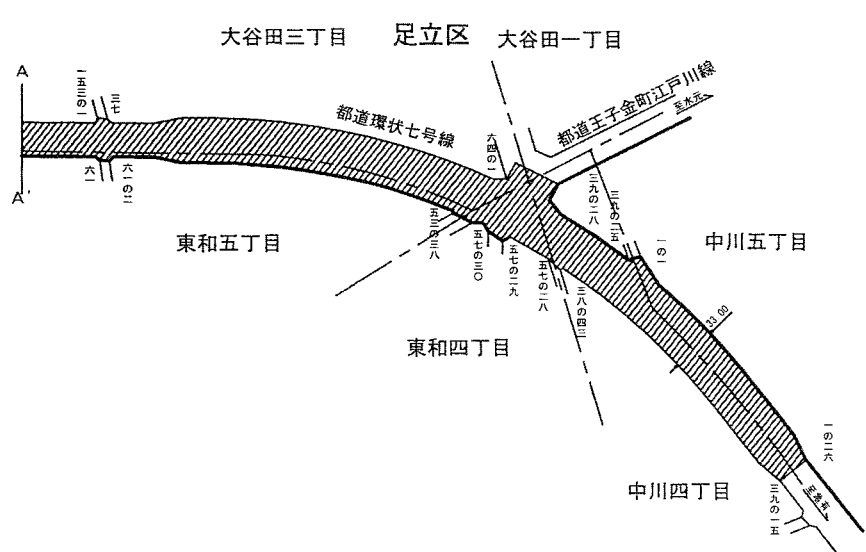 大谷田三丁目
足立区
大谷田一丁目
A
一五三の一
三七
都道環状七号線
六四の一
都道王子金町江戸川線
至水元
六一
六一の二
A'
三九の二八
三九の二五
一の一
中川五丁目
東和五丁目
五三の三八
五七の三〇
五七の二九
五七の二八
三八の四三
33.00
東和四丁目
一の二六
中川四丁目
三九の一五